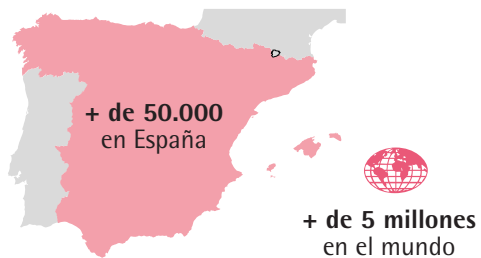 + de 50.000
en España
+ de 5 millones
en el mundo